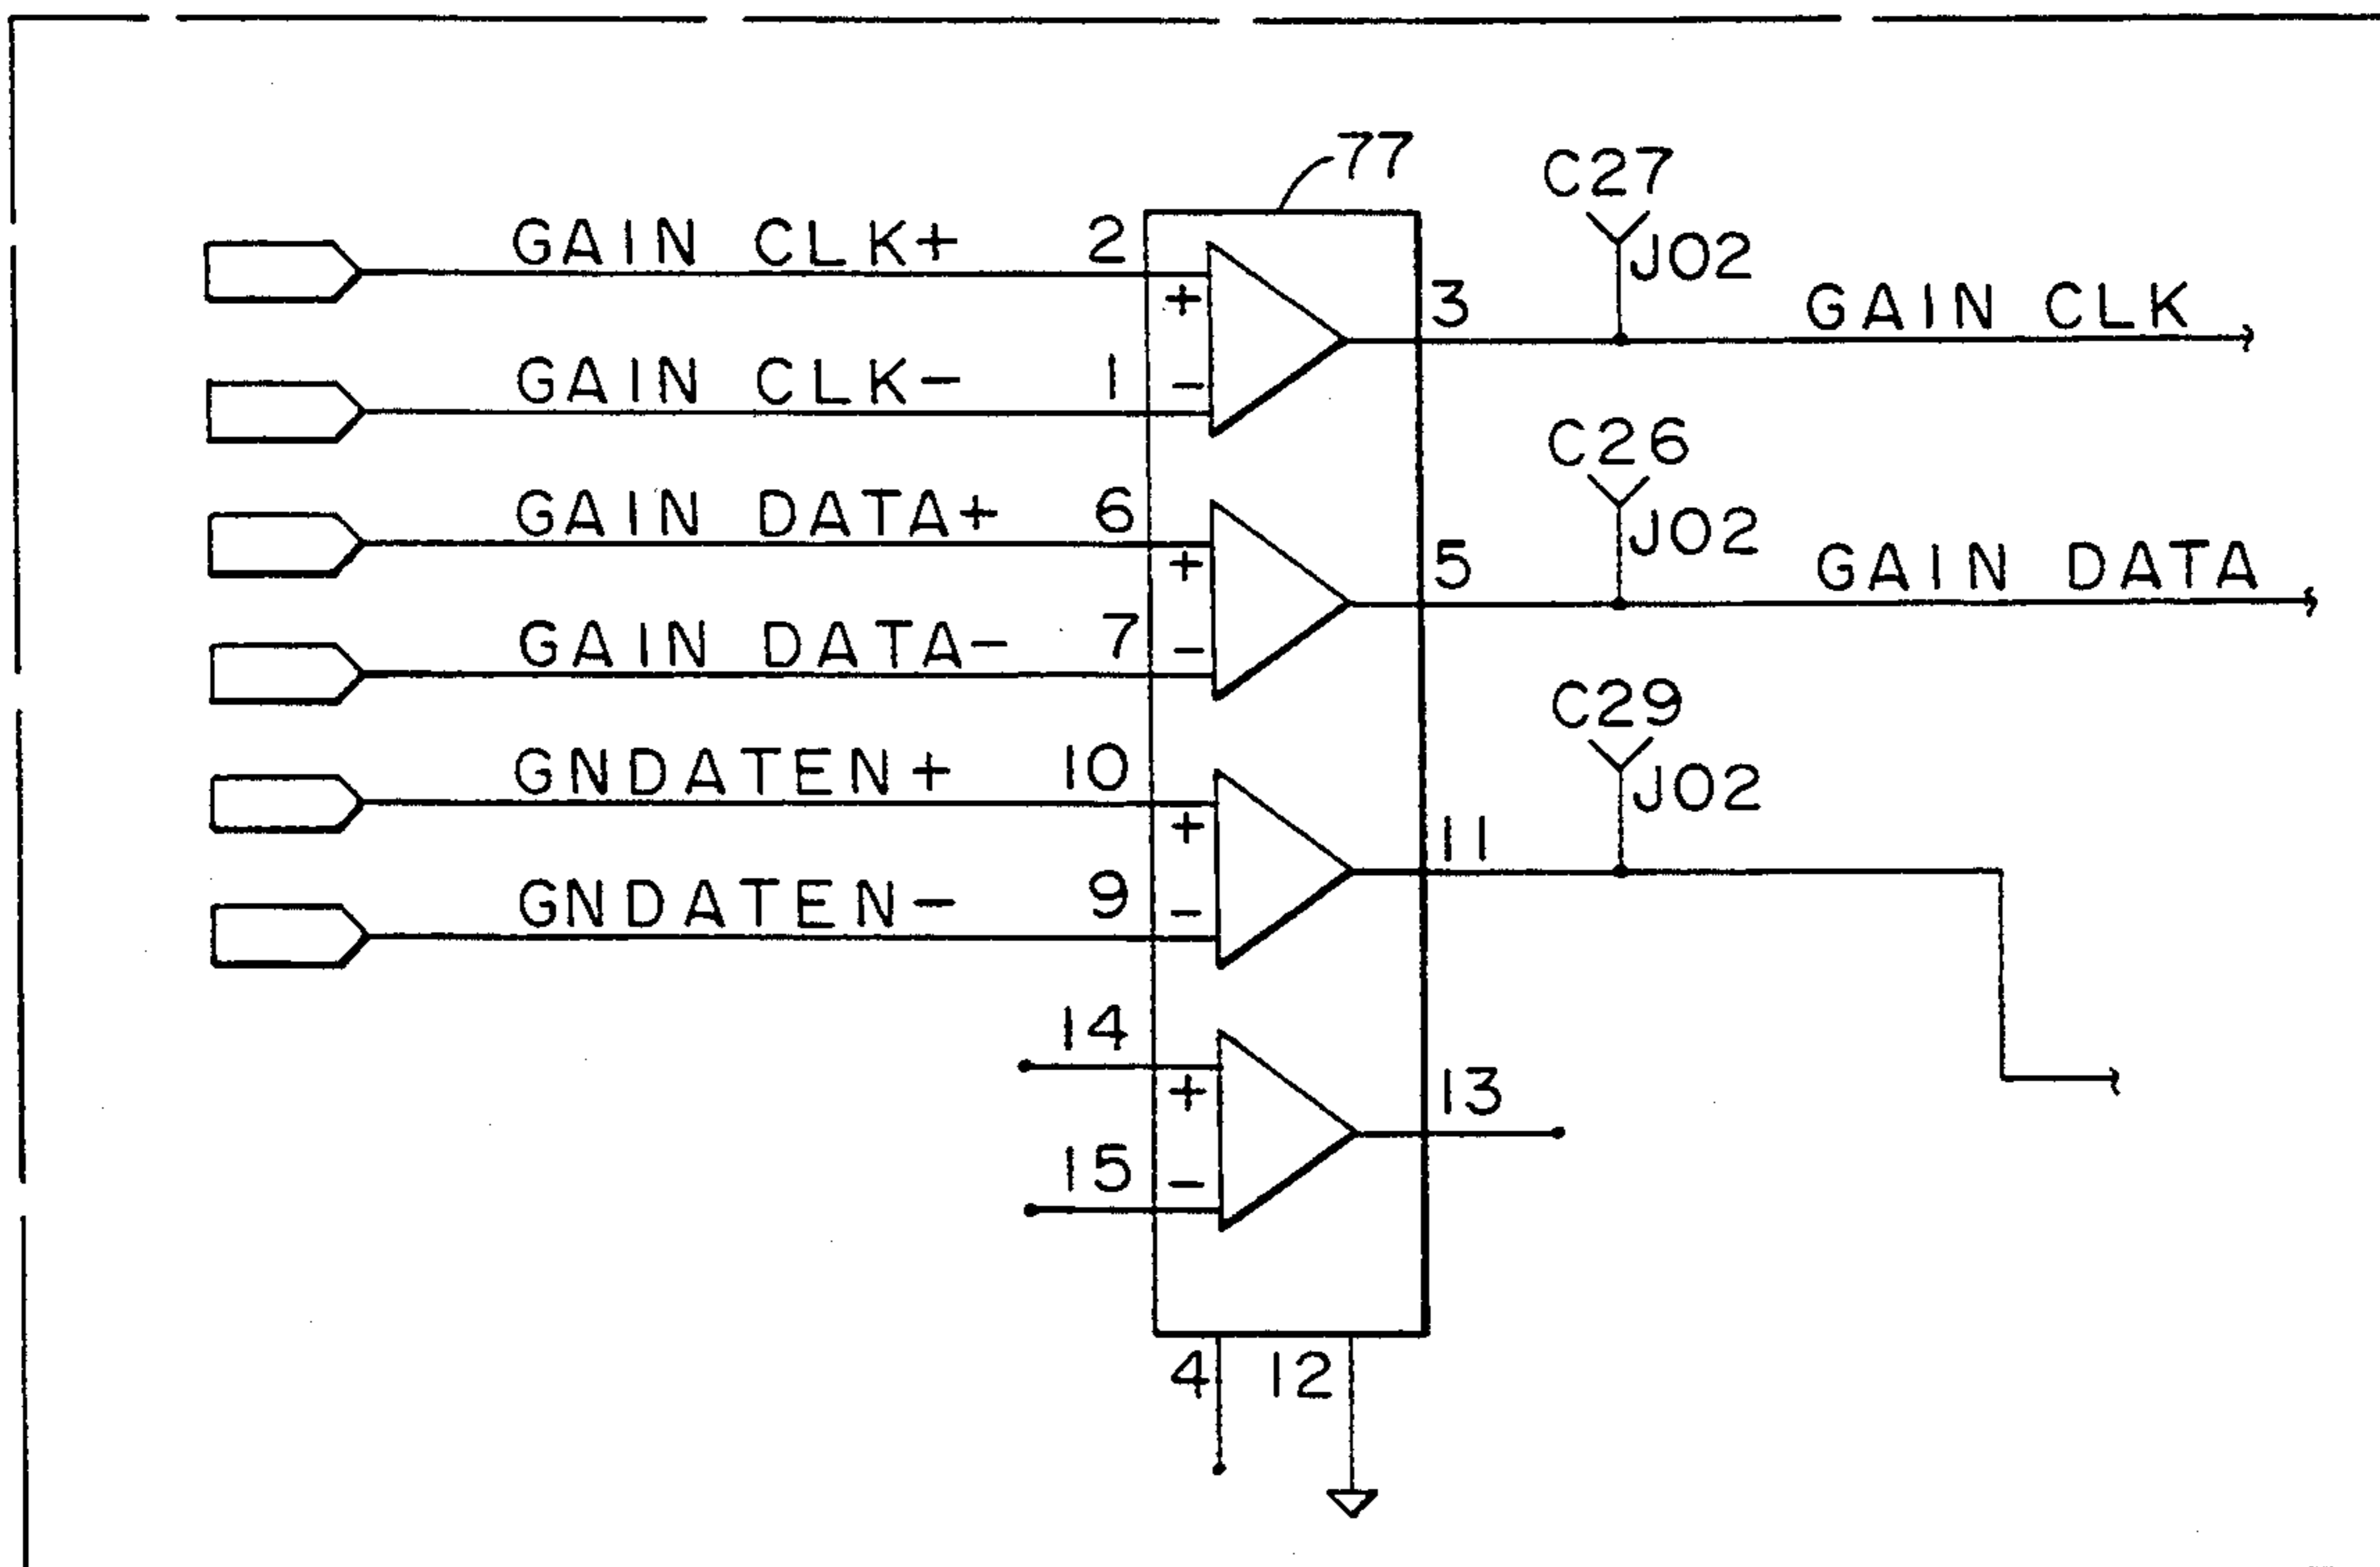 77
C27
GAIN CLK+ 2
J02
3
GAIN CLK
GAIN CLK- 1
+
-
C26
GAIN DATA+ 6
J02
5
GAIN DATA
+
GAIN DATA- 7
-
C29
GNDATEN+ 10
J02
+
11
GNDATEN- 9
-
14
+
13
15
-
4 12